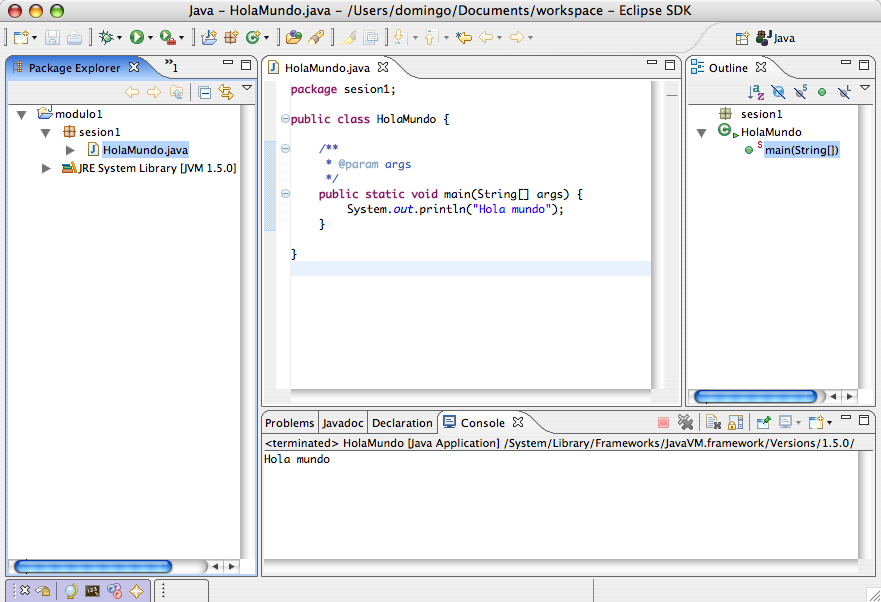 Java – HolaMundo.java – /Users/domingo/Documents/workspace – Eclipse SDK
Java
Package Explorer
»1
modulo1
sesion1
HolaMundo.java
JRE System Library [JVM 1.5.0]
HolaMundo.java
package sesion1;
public class HolaMundo {
/**
* @param args
*/
public static void main(String[] args) {
System.out.println("Hola mundo");
}
}
Outline
sesion1
HolaMundo
main(String[])
Problems Javadoc Declaration Console
<terminated> HolaMundo [Java Application] /System/Library/Frameworks/JavaVM.framework/Versions/1.5.0/
Hola mundo